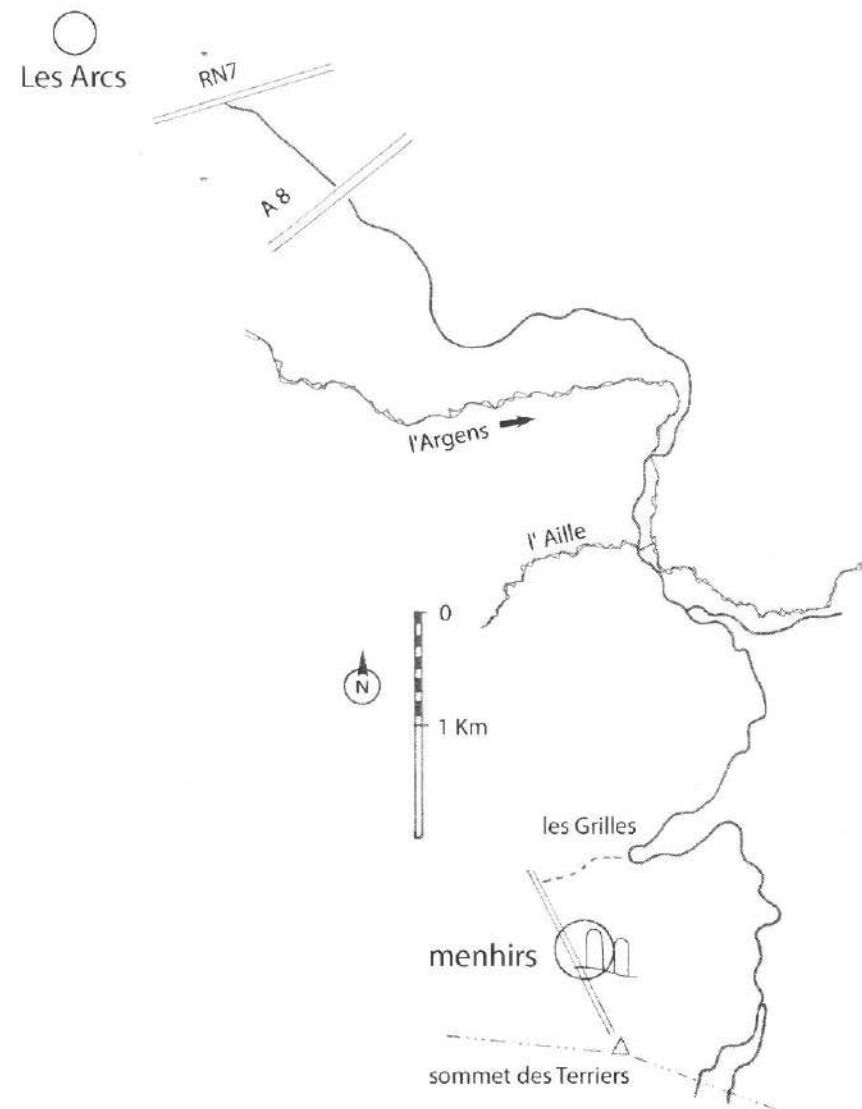 Les Arcs
RN7
A 8
l'Argens
l' Aille
0
N
1 Km
les Grilles
menhirs
sommet des Terriers